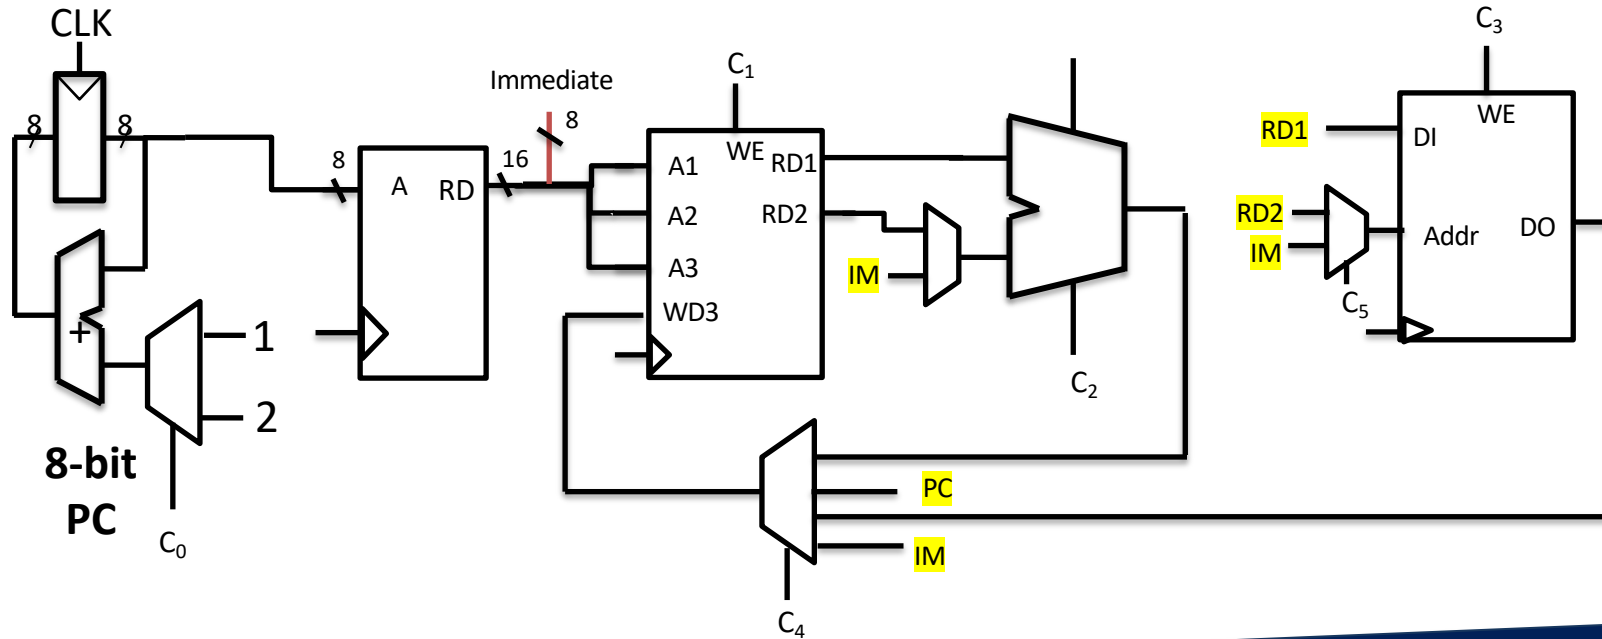 CLK
8
8
+
1
2
8-bit
PC
C0
8
A
RD
16
Immediate
8
C1
WE
A1
A2
A3
WD3
RD1
RD2
IM
C2
PC
IM
C4
C3
RD1
RD2
IM
C5
WE
DI
Addr
DO